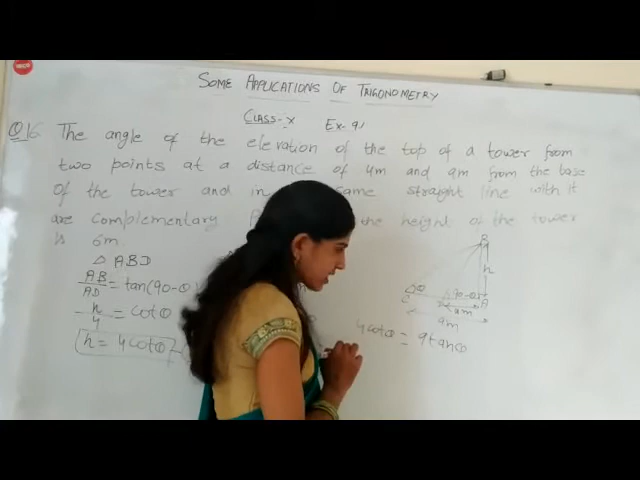 SOME APPLICATIONS OF TRIGONOMETRY
CLASS-X Ex-9.1
Q16 The angle of the elevation of the top of a tower from
two points at a distance of 4m and 9m from the base
of the tower and in same straight line with it
are complementary the height of the tower
is 6m
△ ABD
AB/AD = tan(90-θ
h/4 = cotθ
h = 4cotθ
4cotθ = 9tanθ
B
h
θ
90-θ
C A
4m
9m